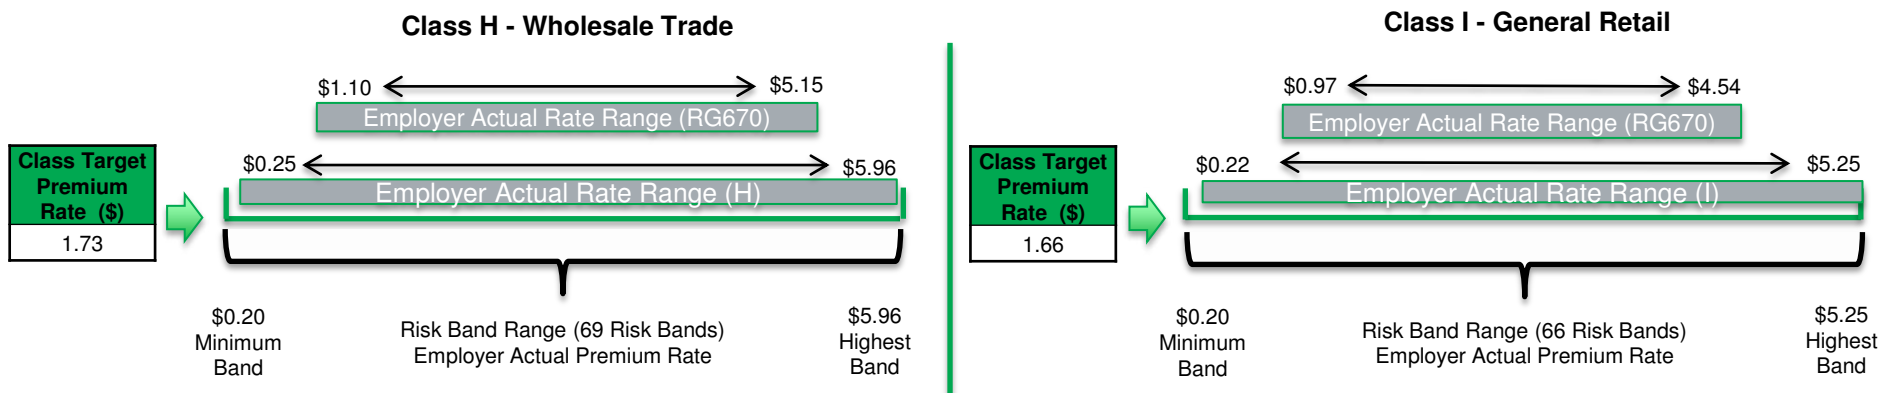 Class H - Wholesale Trade
$1.10
$5.15
Employer Actual Rate Range (RG670)
$0.25
$5.96
Employer Actual Rate Range (H)
Class Target
Premium
Rate ($)
1.73
$0.20
Minimum
Band
Risk Band Range (69 Risk Bands)
Employer Actual Premium Rate
$5.96
Highest
Band
Class I - General Retail
$0.97
$4.54
Employer Actual Rate Range (RG670)
$0.22
$5.25
Employer Actual Rate Range (I)
Class Target
Premium
Rate ($)
1.66
$0.20
Minimum
Band
Risk Band Range (66 Risk Bands)
Employer Actual Premium Rate
$5.25
Highest
Band